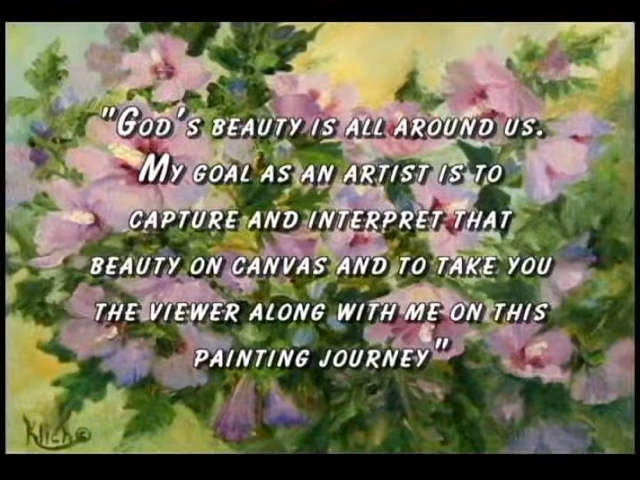 "God's beauty is all around us.
My goal as an artist is to
capture and interpret that
beauty on canvas and to take you
the viewer along with me on this
painting journey"
Klich©